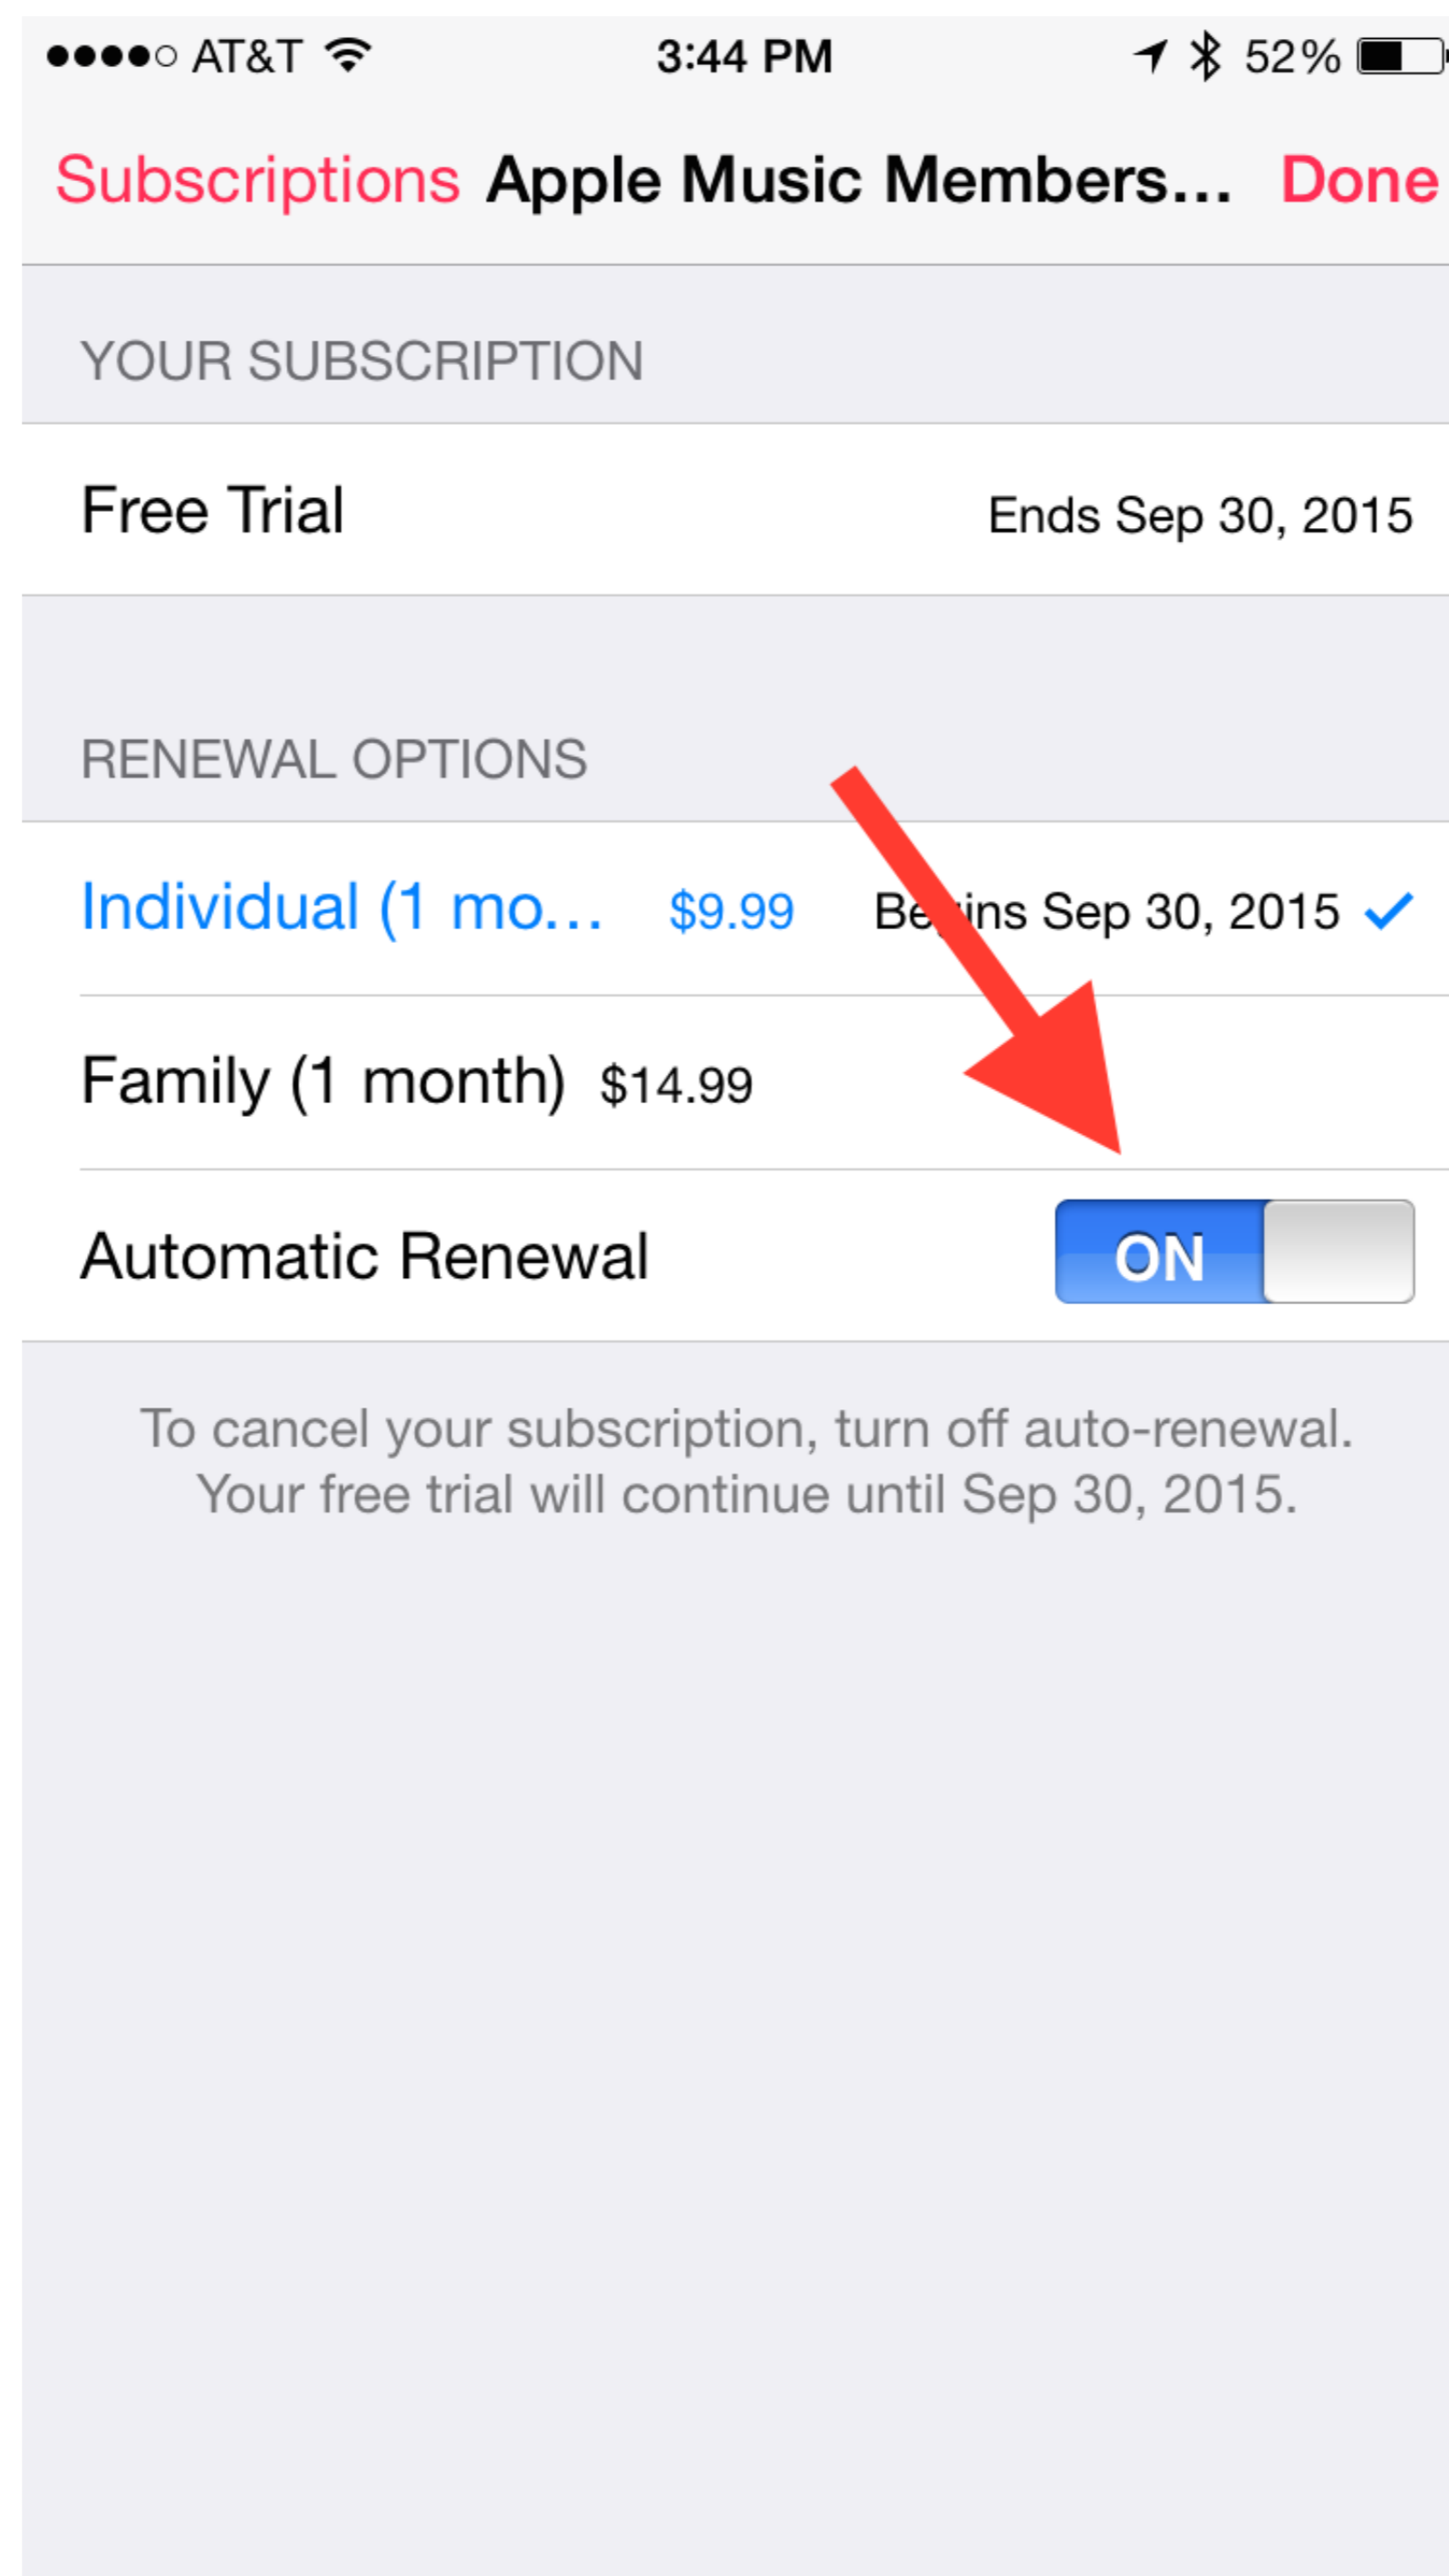 AT&T 3:44 PM 52%
Subscriptions Apple Music Members... Done
YOUR SUBSCRIPTION
Free Trial Ends Sep 30, 2015
RENEWAL OPTIONS
Individual (1 mo... $9.99 Begins Sep 30, 2015
Family (1 month) $14.99
Automatic Renewal ON
To cancel your subscription, turn off auto-renewal.
Your free trial will continue until Sep 30, 2015.